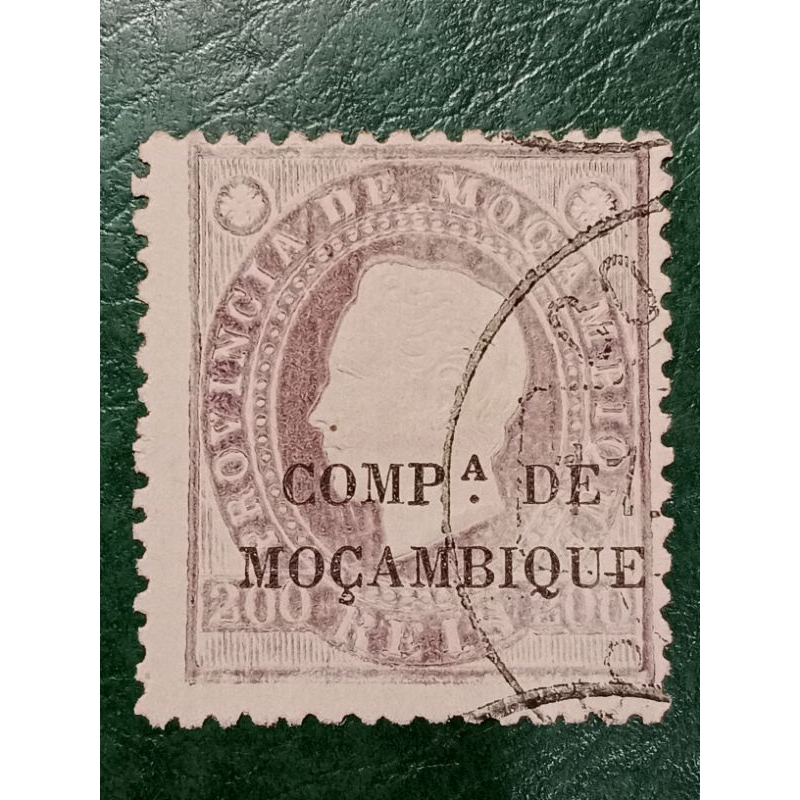 PROVINCIA DE MOÇAMBIQUE
COMPᴬ. DE
MOÇAMBIQUE
200 REIS 200